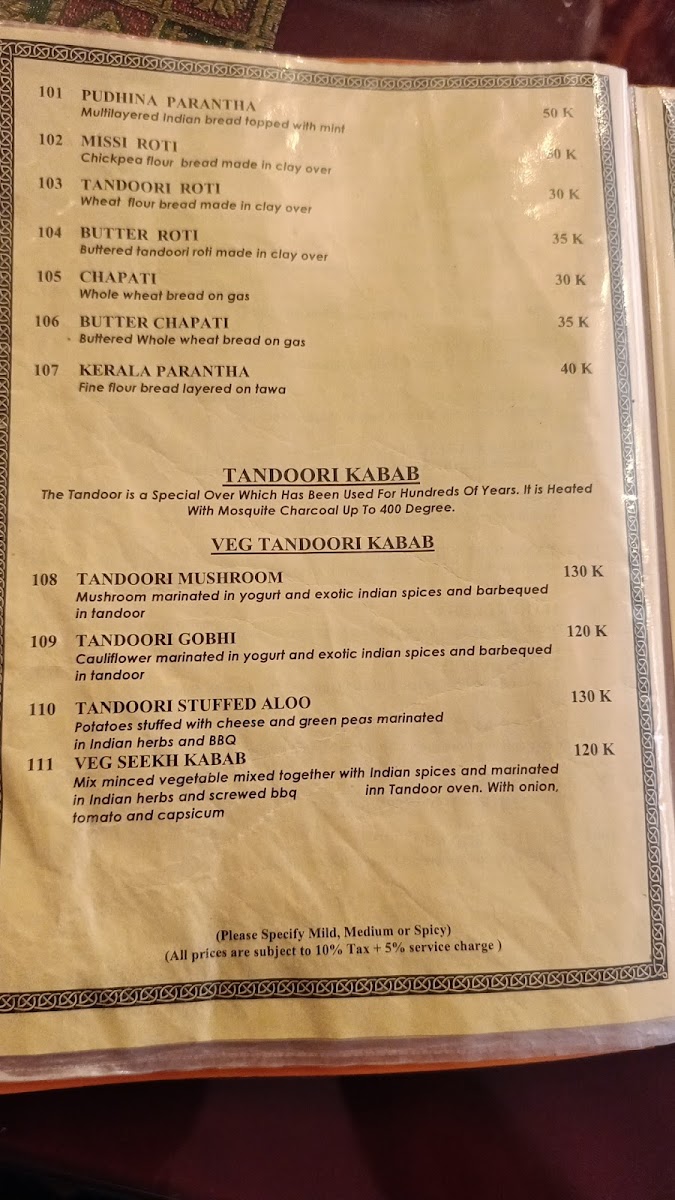 101 PUDHINA PARANTHA 50 K
Multilayered Indian bread topped with mint
102 MISSI ROTI 50 K
Chickpea flour bread made in clay over
103 TANDOORI ROTI 30 K
Wheat flour bread made in clay over
104 BUTTER ROTI 35 K
Buttered tandoori roti made in clay over
105 CHAPATI 30 K
Whole wheat bread on gas
106 BUTTER CHAPATI 35 K
Buttered Whole wheat bread on gas
107 KERALA PARANTHA 40 K
Fine flour bread layered on tawa
TANDOORI KABAB
The Tandoor is a Special Over Which Has Been Used For Hundreds Of Years. It is Heated
With Mosquite Charcoal Up To 400 Degree.
VEG TANDOORI KABAB
108 TANDOORI MUSHROOM 130 K
Mushroom marinated in yogurt and exotic indian spices and barbequed
in tandoor
109 TANDOORI GOBHI 120 K
Cauliflower marinated in yogurt and exotic indian spices and barbequed
in tandoor
110 TANDOORI STUFFED ALOO 130 K
Potatoes stuffed with cheese and green peas marinated
in Indian herbs and BBQ
111 VEG SEEKH KABAB 120 K
Mix minced vegetable mixed together with Indian spices and marinated
in Indian herbs and screwed bbq inn Tandoor oven. With onion,
tomato and capsicum
(Please Specify Mild, Medium or Spicy)
(All prices are subject to 10% Tax + 5% service charge )